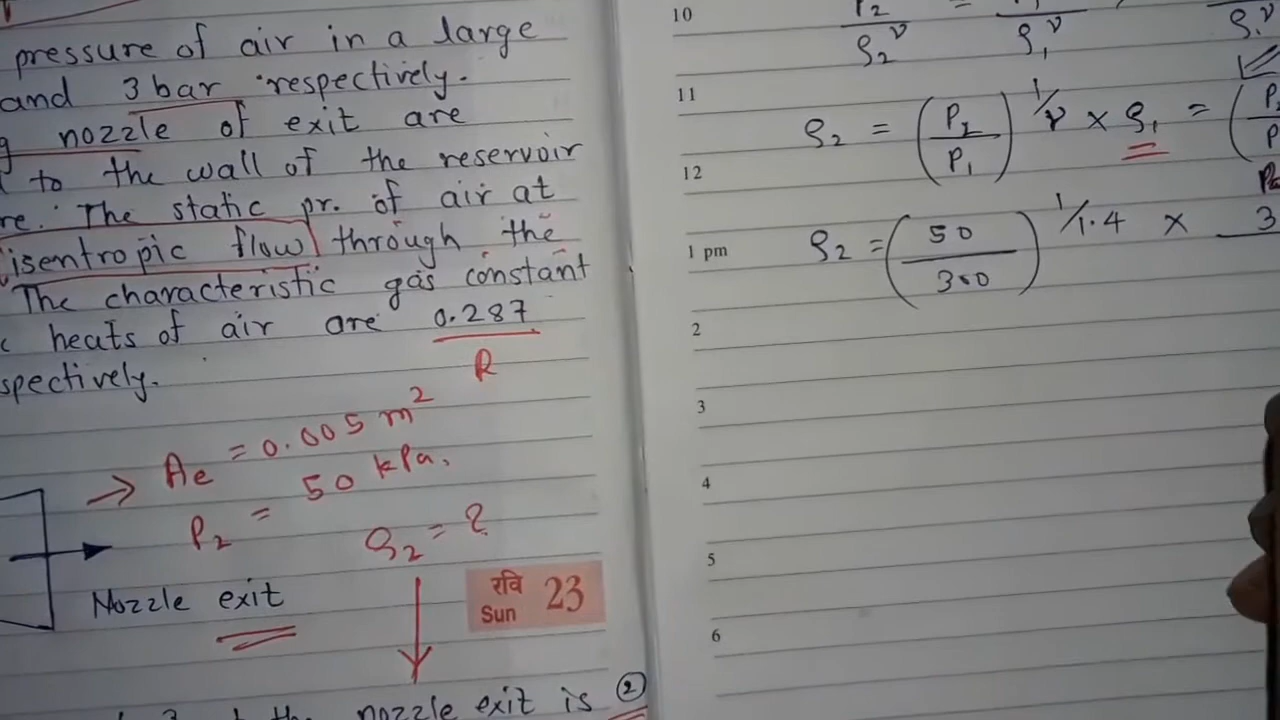 pressure of air in a large
and 3 bar respectively.
nozzle of exit are
to the wall of the reservoir
re. The static pr. of air at
isentropic flow through the
The characteristic gas constant
c heats of air are 0.287
spectively.
R
→ Ae = 0.005 m²
P₂ = 50 kPa.
ρ₂ = ?
Nozzle exit
रवि
Sun 23
the nozzle exit is ②
10
ρ₂^γ ρ₁^γ
11
ρ₂ = (P₂/P₁)^1/γ × ρ₁ =
12
1 pm
ρ₂ = (50/300)^1/1.4 × 3
2
3
4
5
6